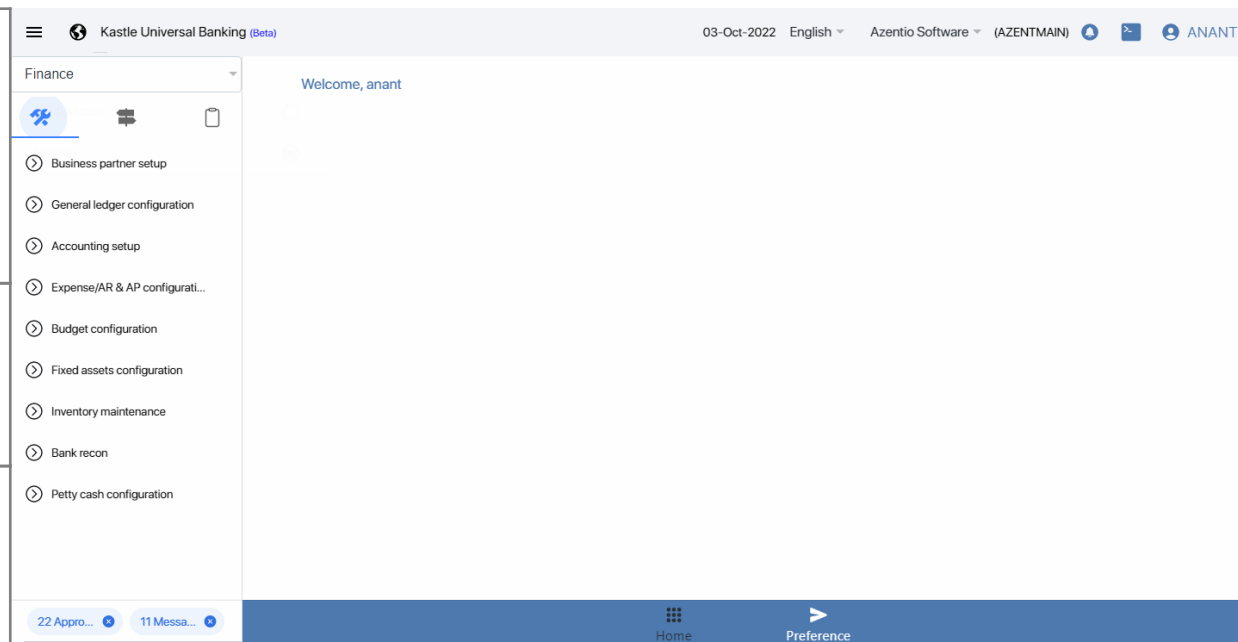 Kastle Universal Banking (Beta)
03-Oct-2022 English Azentio Software (AZENTMAIN) ANANT
Finance
Welcome, anant
Business partner setup
General ledger configuration
Accounting setup
Expense/AR & AP configurati...
Budget configuration
Fixed assets configuration
Inventory maintenance
Bank recon
Petty cash configuration
22 Appro... 11 Messa...
Home Preference